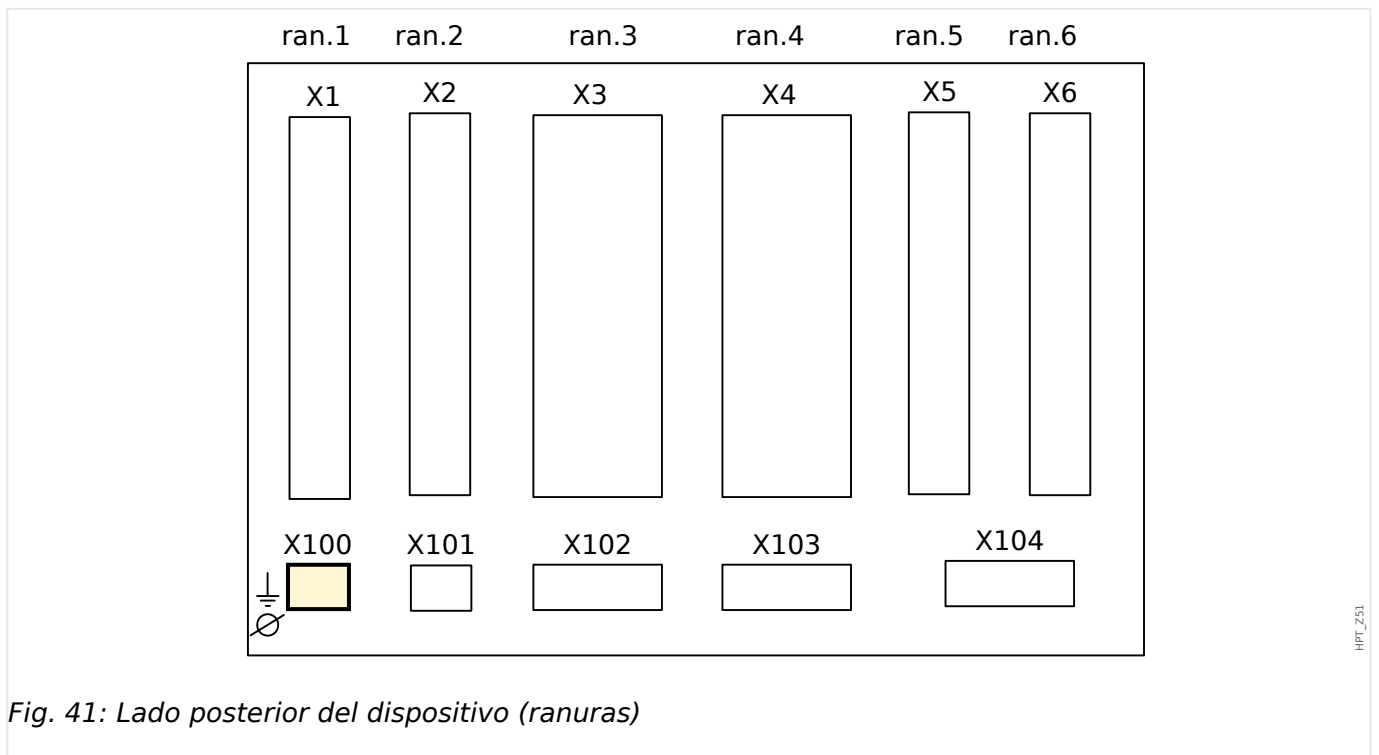 ran.1 ran.2 ran.3 ran.4 ran.5 ran.6
X1 X2 X3 X4 X5 X6
X100 X101 X102 X103 X104
HPT_Z51
Fig. 41: Lado posterior del dispositivo (ranuras)